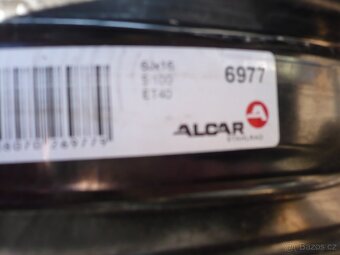 6Jx16
5 100
ET40
6977
ALCAR
STAHLRAD
Bazos.cz